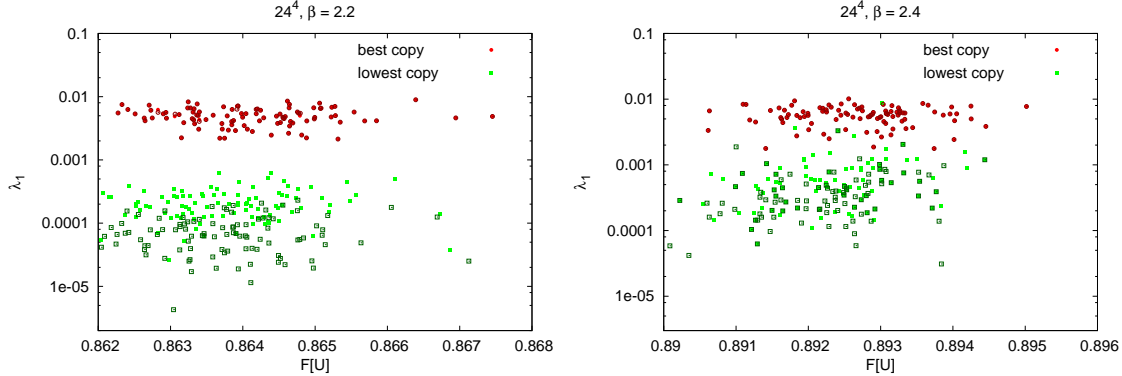 24⁴, β = 2.2
0.1
0.01
0.001
0.0001
1e-05
λ₁
best copy
lowest copy
0.862
0.863
0.864
0.865
0.866
0.867
0.868
F[U]
24⁴, β = 2.4
0.1
0.01
0.001
0.0001
1e-05
λ₁
best copy
lowest copy
0.89
0.891
0.892
0.893
0.894
0.895
0.896
F[U]